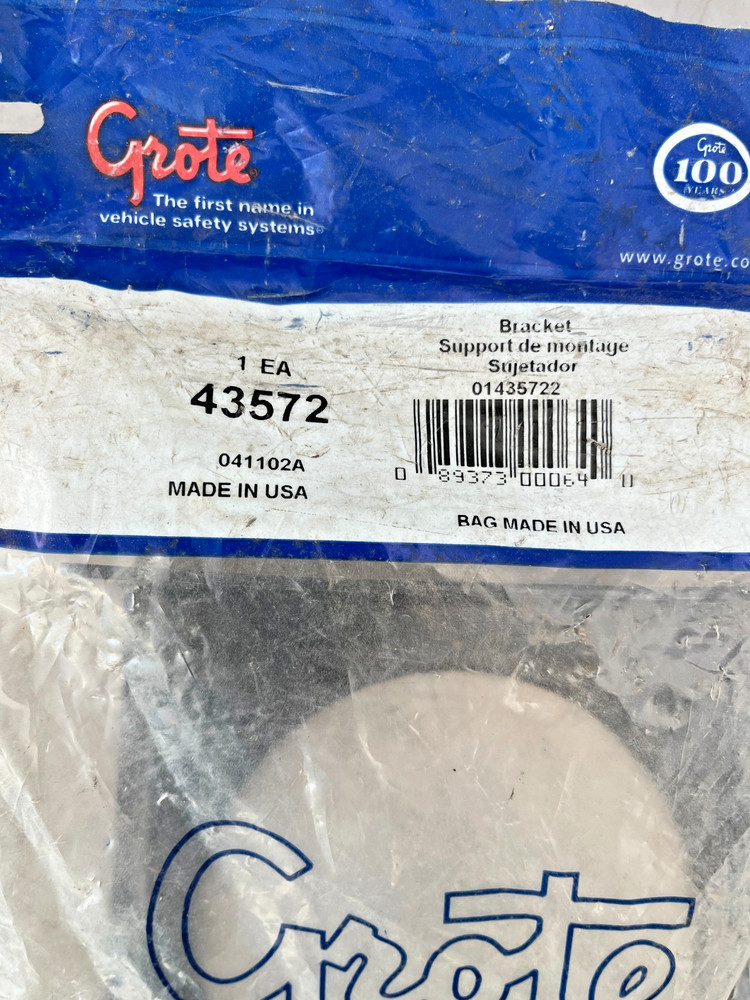 Grote®
The first name in
vehicle safety systems®
Grote
100
YEARS
www.grote.co
Bracket
Support de montage
Sujetador
01435722
1 EA
43572
041102A
MADE IN USA
0 89373 00064 0
BAG MADE IN USA
Grote